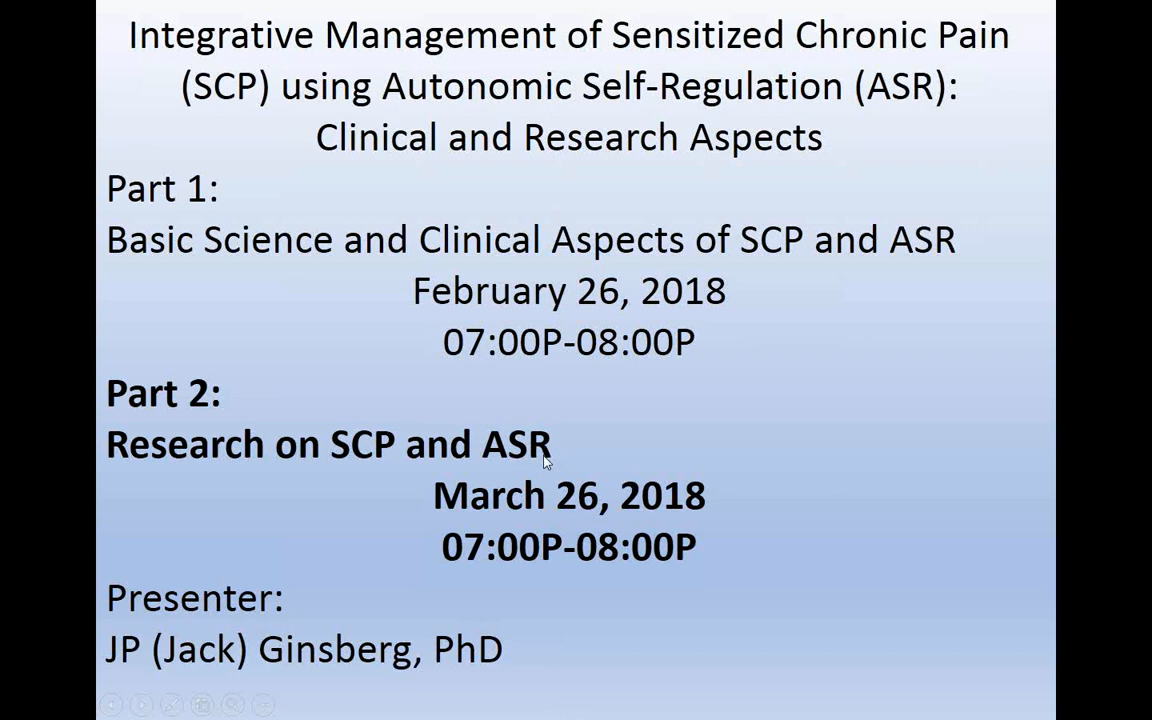 Integrative Management of Sensitized Chronic Pain
(SCP) using Autonomic Self-Regulation (ASR):
Clinical and Research Aspects
Part 1:
Basic Science and Clinical Aspects of SCP and ASR
February 26, 2018
07:00P-08:00P
Part 2:
Research on SCP and ASR
March 26, 2018
07:00P-08:00P
Presenter:
JP (Jack) Ginsberg, PhD